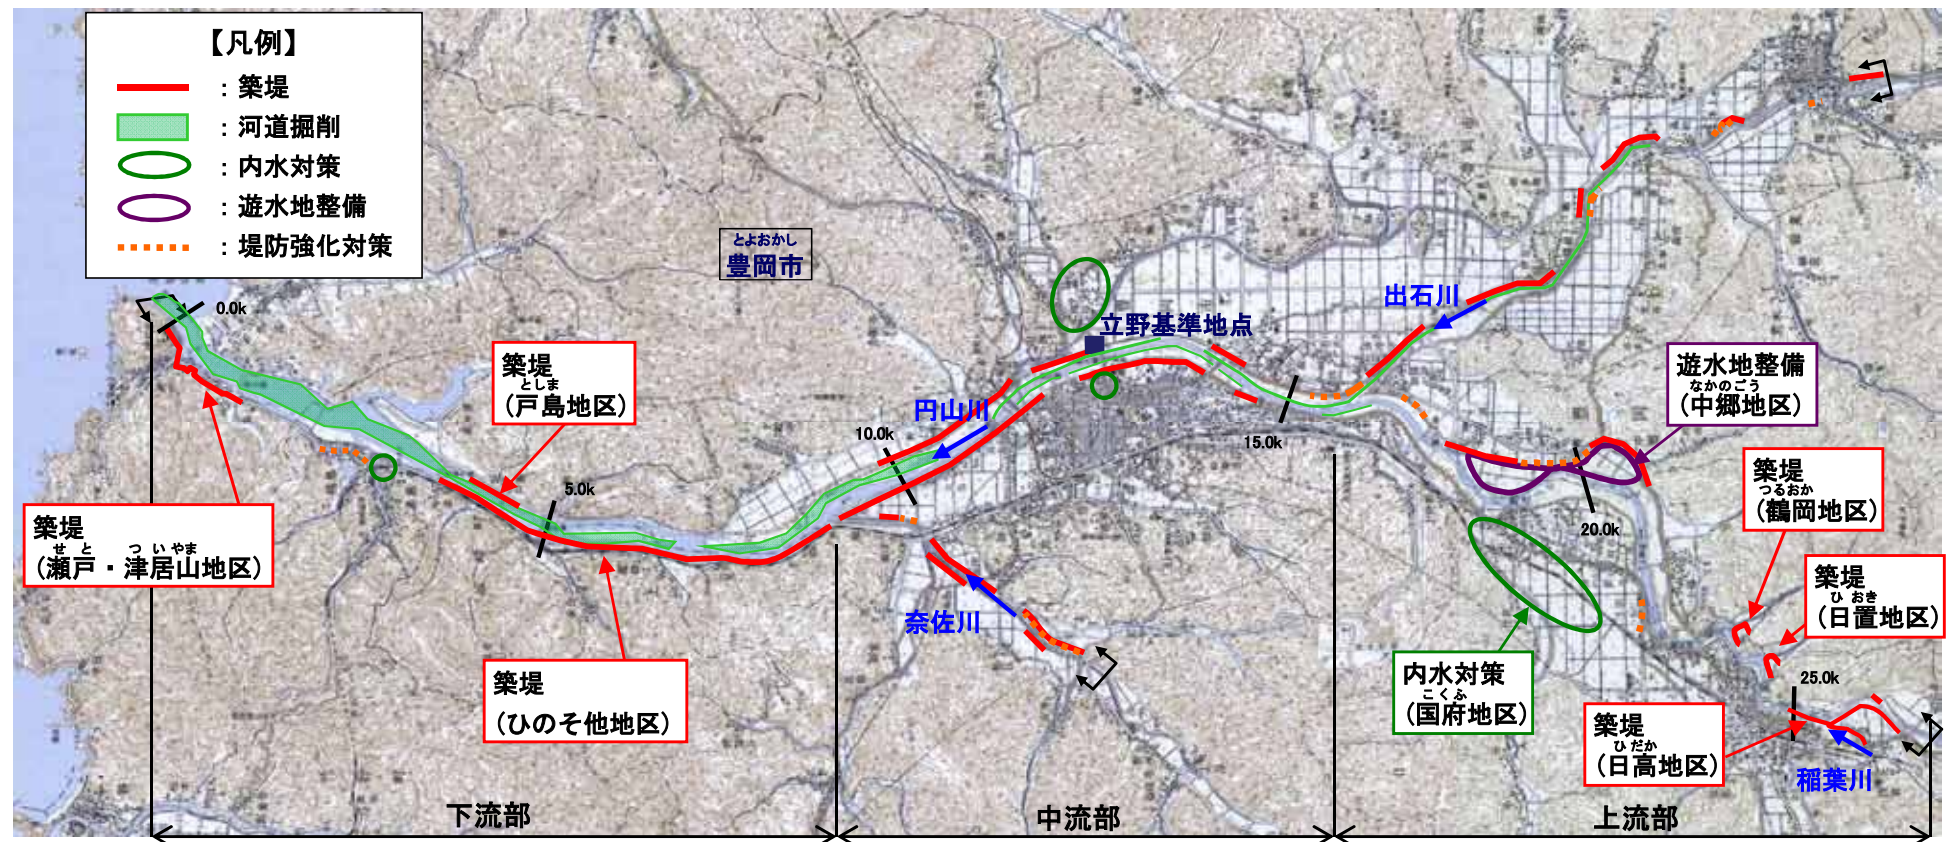 【凡例】
：築堤
：河道掘削
：内水対策
：遊水地整備
：堤防強化対策
とよおかし
豊岡市
0.0k
立野基準地点
出石川
築堤
としま
（戸島地区）
円山川
10.0k
15.0k
5.0k
遊水地整備
なかのごう
（中郷地区）
築堤
つるおか
（鶴岡地区）
20.0k
築堤
せと　ついやま
（瀬戸・津居山地区）
築堤
ひおき
（日置地区）
奈佐川
築堤
（ひのそ他地区）
内水対策
こくふ
（国府地区）
25.0k
築堤
ひだか
（日高地区）
稲葉川
下流部
中流部
上流部